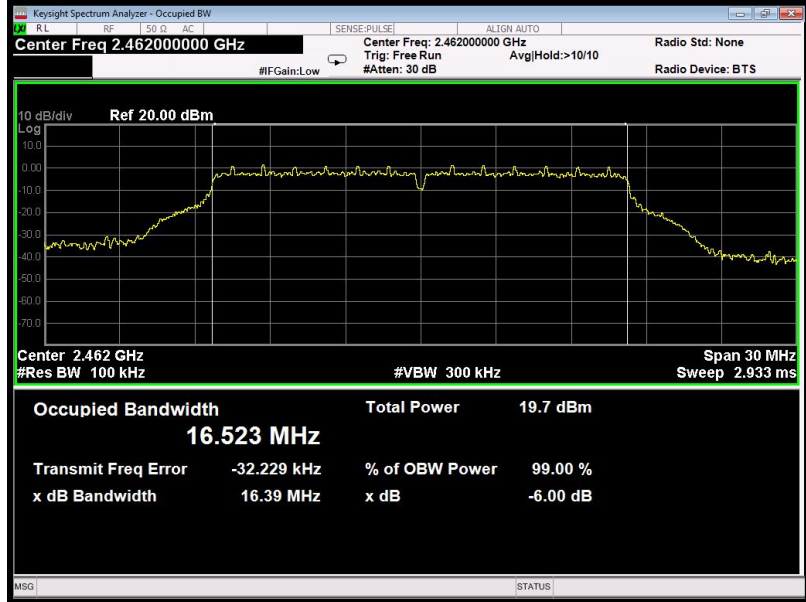 Keysight Spectrum Analyzer - Occupied BW
LXI RL RF 50 Ω AC SENSE:PULSE ALIGN AUTO
Center Freq 2.462000000 GHz
Center Freq: 2.462000000 GHz
Radio Std: None
Trig: Free Run Avg|Hold:>10/10
#IFGain:Low #Atten: 30 dB Radio Device: BTS
10 dB/div Ref 20.00 dBm
Log
10.0
0.00
-10.0
-20.0
-30.0
-40.0
-50.0
-60.0
-70.0
Center 2.462 GHz Span 30 MHz
#Res BW 100 kHz #VBW 300 kHz Sweep 2.933 ms
Occupied Bandwidth Total Power 19.7 dBm
16.523 MHz
Transmit Freq Error -32.229 kHz % of OBW Power 99.00 %
x dB Bandwidth 16.39 MHz x dB -6.00 dB
MSG STATUS